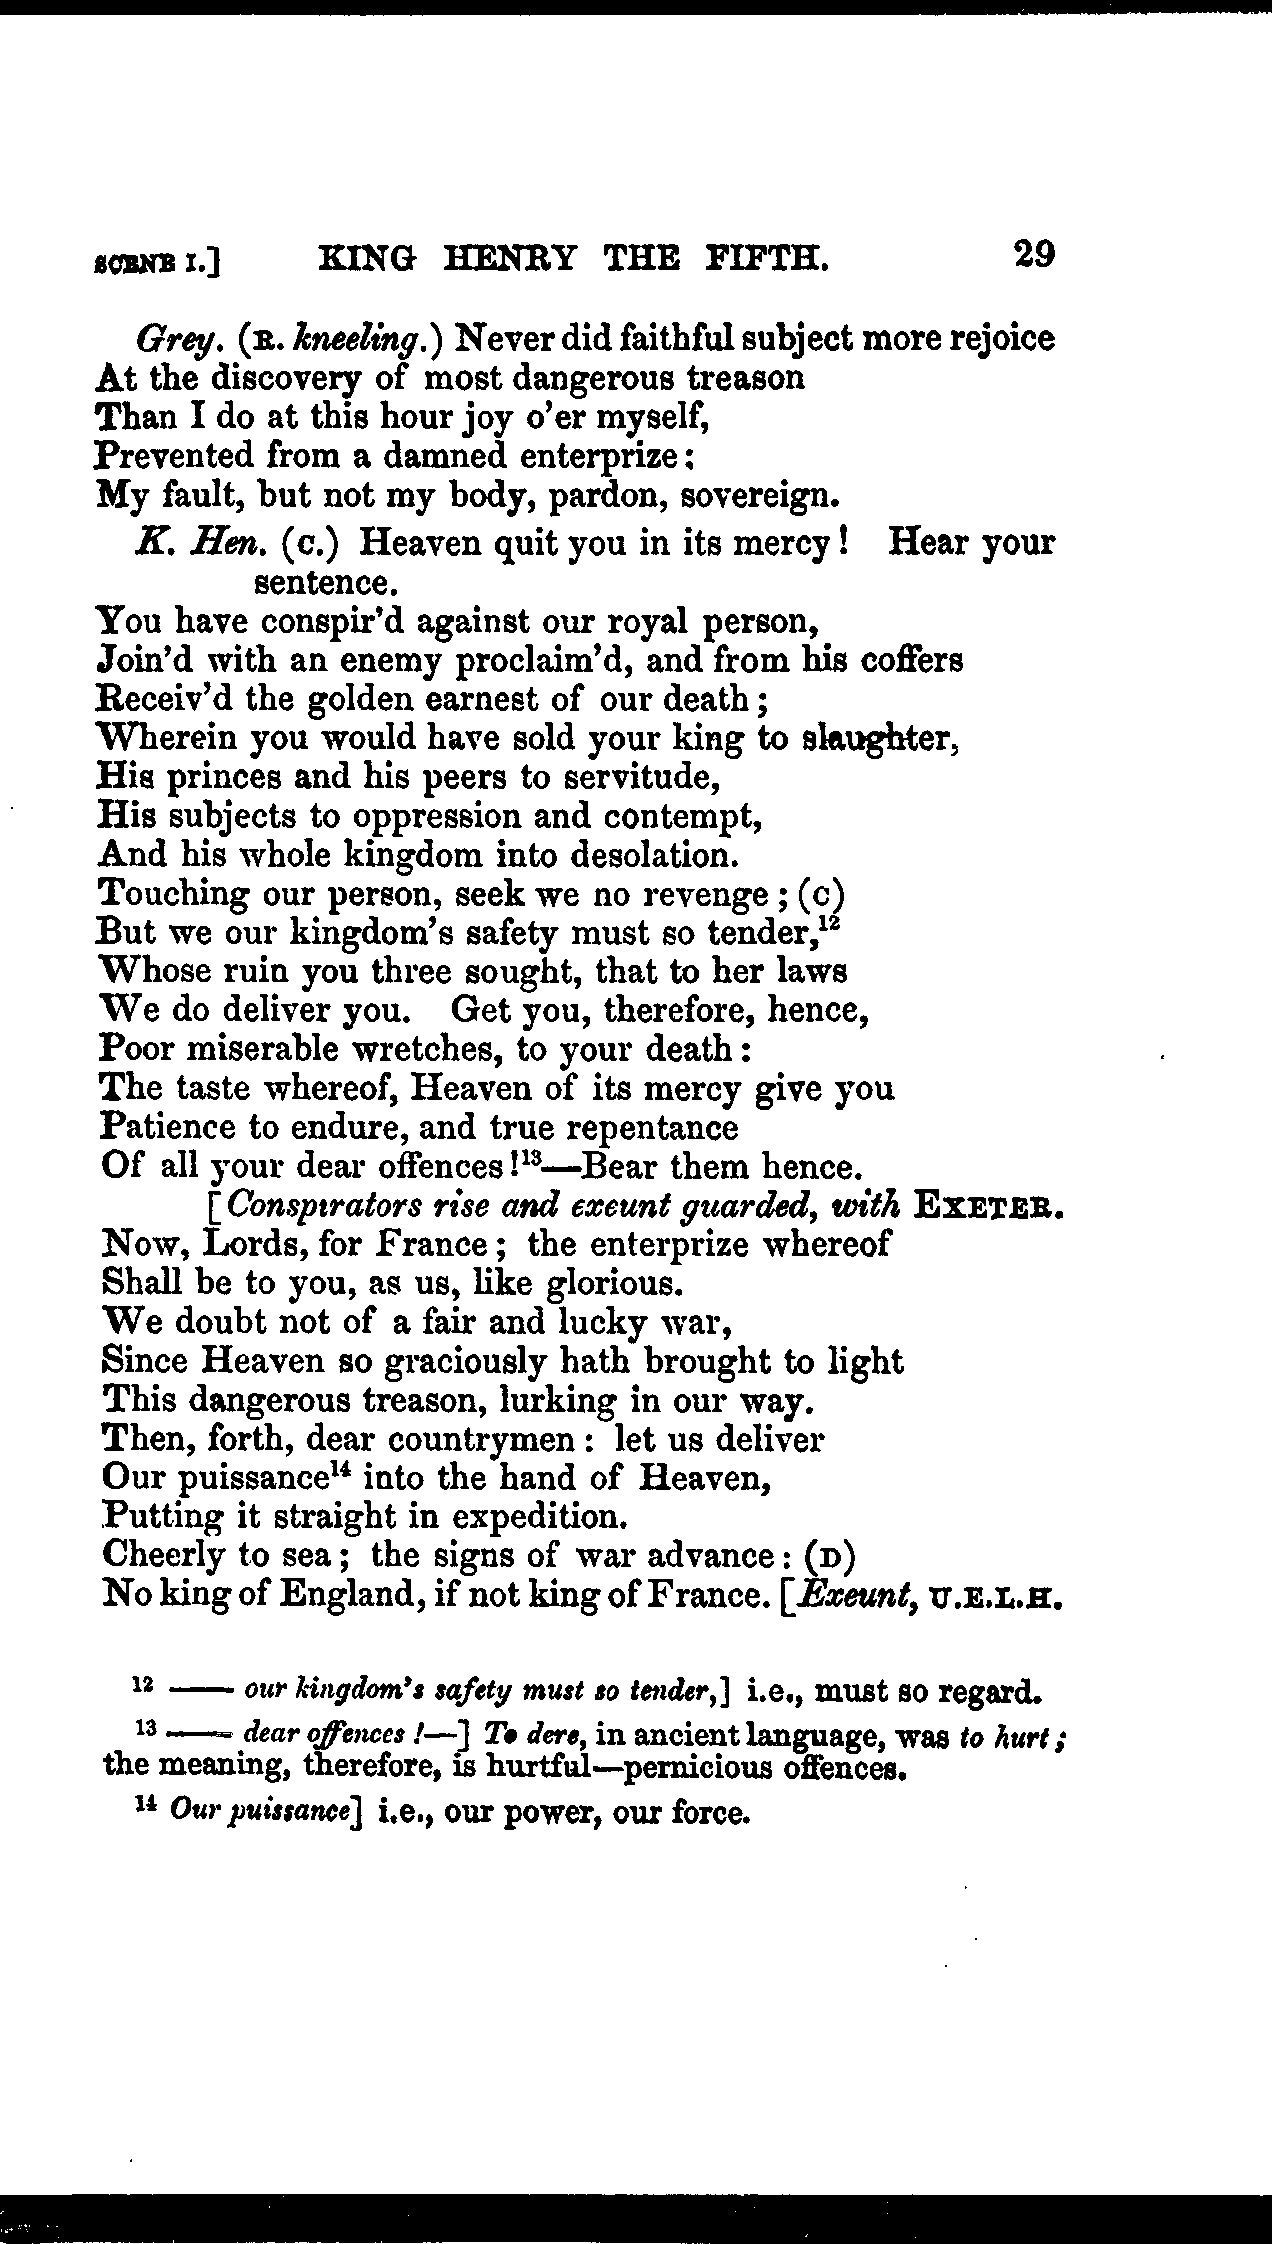 SCENE I.] KING HENRY THE FIFTH. 29
Grey. (R. kneeling.) Never did faithful subject more rejoice
At the discovery of most dangerous treason
Than I do at this hour joy o'er myself,
Prevented from a damned enterprize:
My fault, but not my body, pardon, sovereign.
K. Hen. (C.) Heaven quit you in its mercy! Hear your
sentence.
You have conspir'd against our royal person,
Join'd with an enemy proclaim'd, and from his coffers
Receiv'd the golden earnest of our death;
Wherein you would have sold your king to slaughter,
His princes and his peers to servitude,
His subjects to oppression and contempt,
And his whole kingdom into desolation.
Touching our person, seek we no revenge; (C)
But we our kingdom's safety must so tender,¹²
Whose ruin you three sought, that to her laws
We do deliver you. Get you, therefore, hence,
Poor miserable wretches, to your death:
The taste whereof, Heaven of its mercy give you
Patience to endure, and true repentance
Of all your dear offences!¹³—Bear them hence.
[Conspirators rise and exeunt guarded, with EXETER.
Now, Lords, for France; the enterprize whereof
Shall be to you, as us, like glorious.
We doubt not of a fair and lucky war,
Since Heaven so graciously hath brought to light
This dangerous treason, lurking in our way.
Then, forth, dear countrymen: let us deliver
Our puissance¹⁴ into the hand of Heaven,
Putting it straight in expedition.
Cheerly to sea; the signs of war advance: (D)
No king of England, if not king of France. [Exeunt, U.E.L.H.
¹² —— our kingdom's safety must so tender,] i.e., must so regard.
¹³ —— dear offences!—] To dere, in ancient language, was to hurt;
the meaning, therefore, is hurtful—pernicious offences.
¹⁴ Our puissance] i.e., our power, our force.